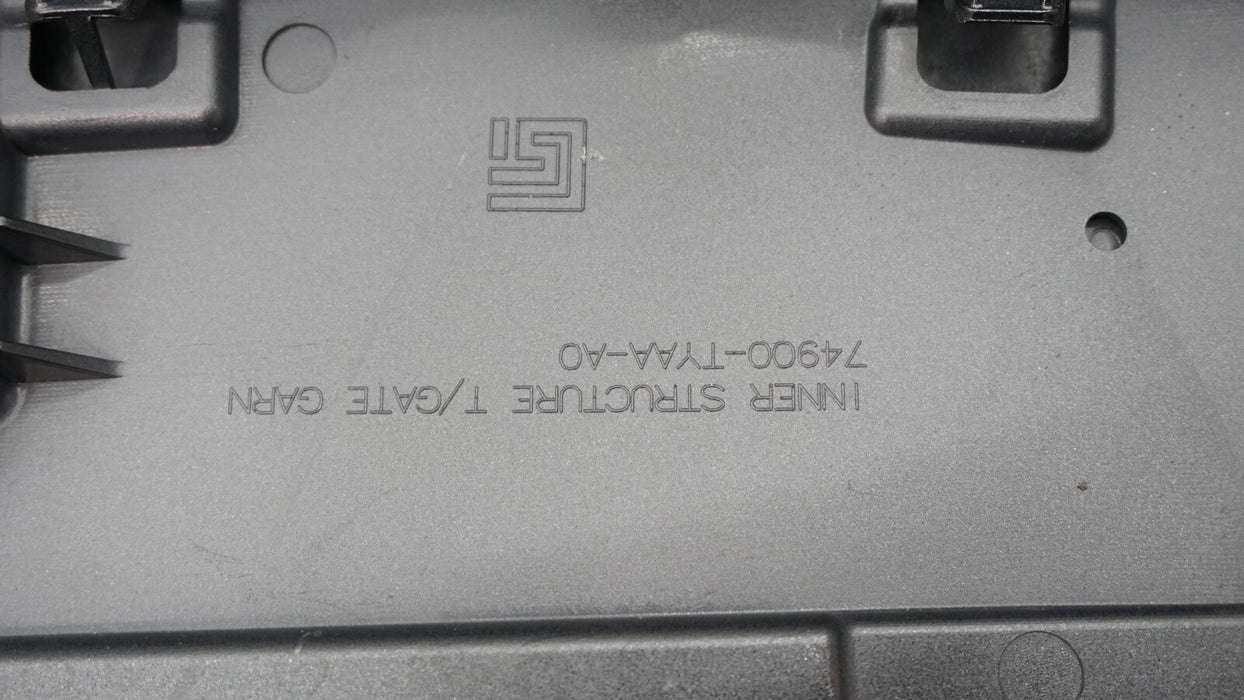 INNER STRUCTURE T/GATE GARN
74900-TYAA-A0